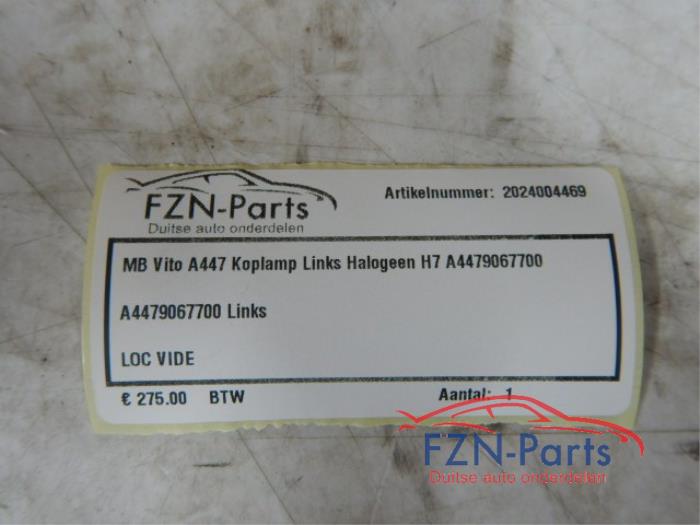 FZN-Parts
Duitse auto onderdelen
Artikelnummer: 2024004469
MB Vito A447 Koplamp Links Halogeen H7 A4479067700
A4479067700 Links
LOC VIDE
€ 275.00 BTW
Aantal: 1
FZN-Parts
Duitse auto onderdelen